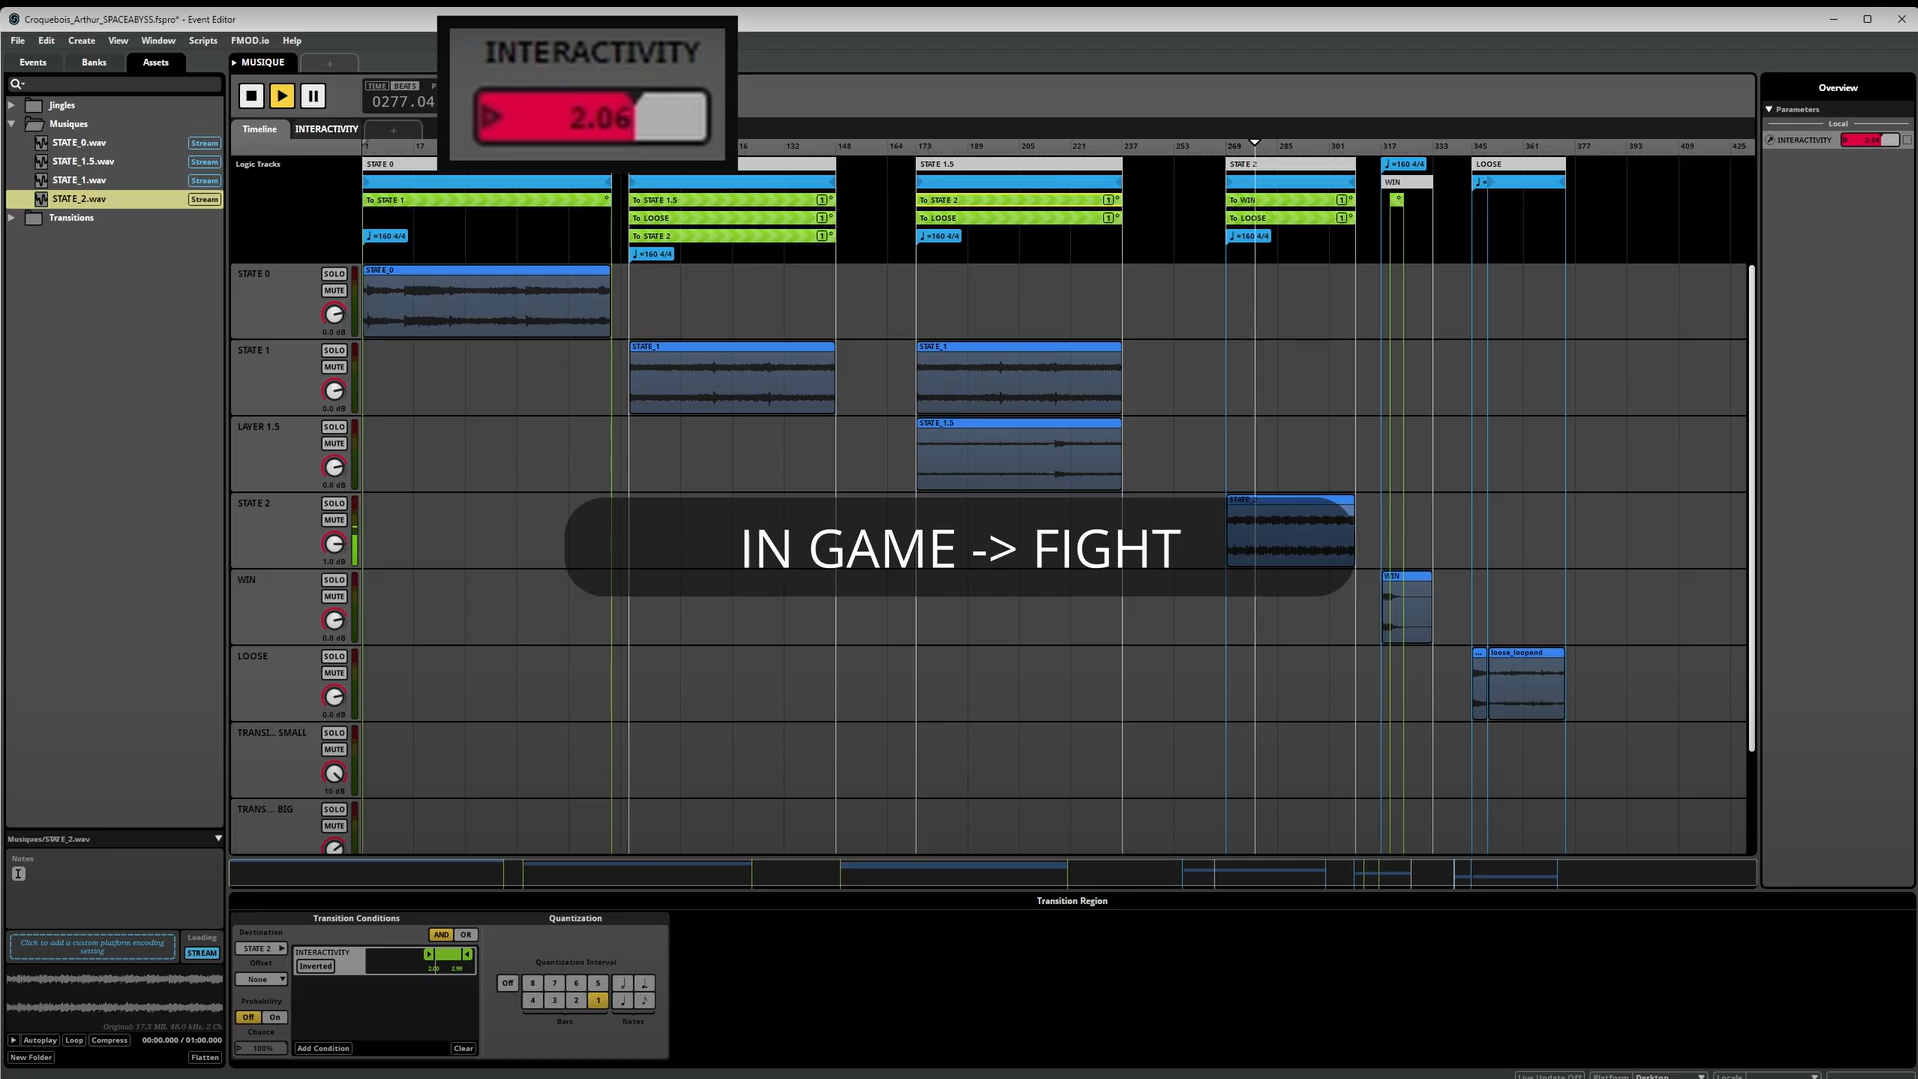 Croquebois_Arthur_SPACEABYSS.fspro* - Event Editor
File Edit Create View Window Scripts FMOD.io Help
Events Banks Assets
MUSIQUE
INTERACTIVITY
2.06
TIME BEATS
0277.04
Jingles
Musiques
STATE_0.wav Stream
STATE_1.5.wav Stream
STATE_1.wav Stream
STATE_2.wav Stream
Transitions
Timeline INTERACTIVITY
1 17 132 148 164 173 189 205 221 237 253 269 285 301 317 333 345 361 377 393 409 425
Logic Tracks
STATE 0 STATE 1.5 STATE 2 ♩=160 4/4 LOOSE
WIN
To STATE 1 To STATE 1.5 1 To STATE 2 1 To WIN 1
To LOOSE 1 To LOOSE 1 To LOOSE 1
♩=160 4/4 To STATE 2 1 ♩=160 4/4 ♩=160 4/4
♩=160 4/4
STATE 0 SOLO MUTE 0.0 dB
STATE_0
STATE 1 SOLO MUTE 0.0 dB
STATE_1 STATE_1
LAYER 1.5 SOLO MUTE 0.0 dB
STATE_1.5
STATE 2 SOLO MUTE 1.0 dB
IN GAME -> FIGHT
WIN SOLO MUTE 0.0 dB
WIN
LOOSE SOLO MUTE 0.0 dB
... loose_loopend
TRANSI... SMALL SOLO MUTE 10 dB
TRANS... BIG SOLO MUTE
Overview
Parameters
Local
INTERACTIVITY
Musiques/STATE_2.wav
Notes
Click to add a custom platform encoding setting
Loading
STREAM
Original: 17.3 MB, 48.0 kHz, 2 Ch
Autoplay Loop Compress 00:00.000 / 01:00.000
New Folder Flatten
Transition Region
Transition Conditions
Destination
STATE 2
Offset
None
Probability
Off On
Chance
100%
AND OR
INTERACTIVITY
Inverted
2.00 2.99
Add Condition Clear
Quantization
Quantization Interval
Off 8 7 6 5
4 3 2 1
Bars Notes
Live Update Off Platform Desktop Locale